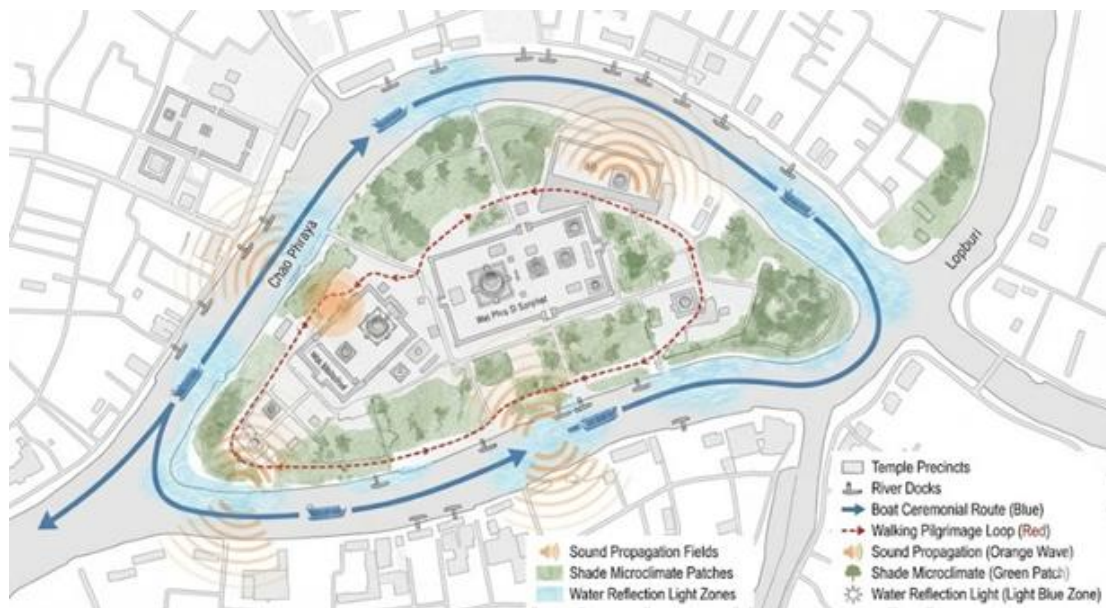 Chao Phraya
Lopburi
Wat Phra Si Sanphet
Temple Precincts
River Docks
Boat Ceremonial Route (Blue)
Walking Pilgrimage Loop (Red)
Sound Propagation Fields
Shade Microclimate Patches
Water Reflection Light Zones
Sound Propagation (Orange Wave)
Shade Microclimate (Green Patch)
Water Reflection Light (Light Blue Zone)